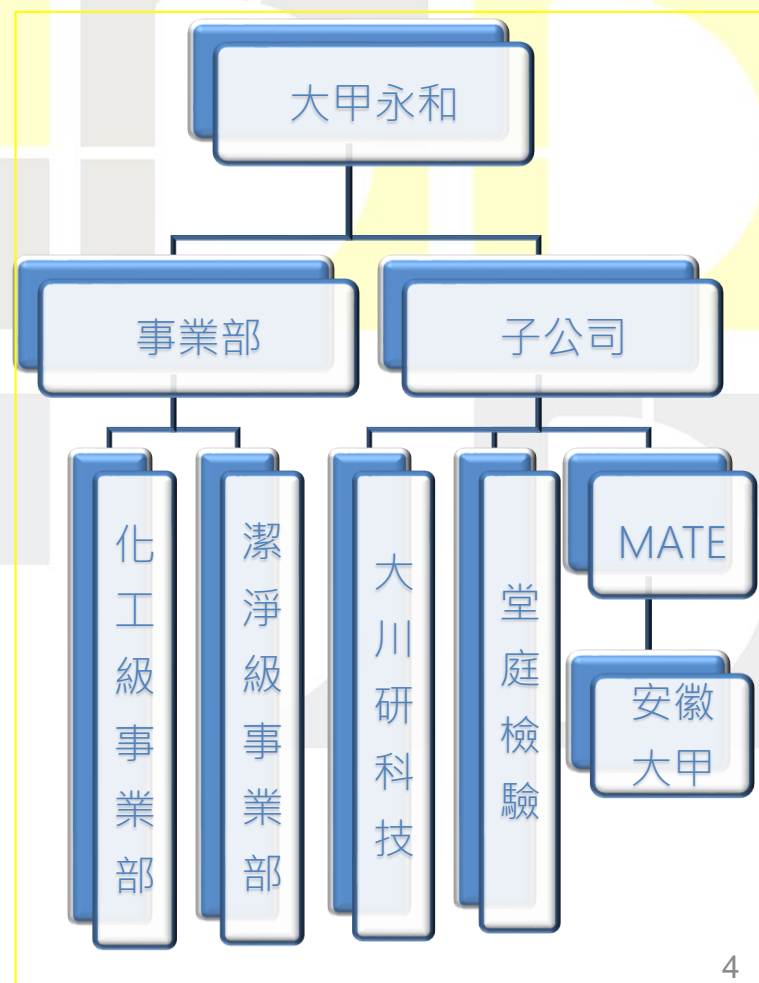 大甲永和
事業部
子公司
化工級事業部
潔淨級事業部
大川研科技
堂庭檢驗
MATE
安徽
大甲
4